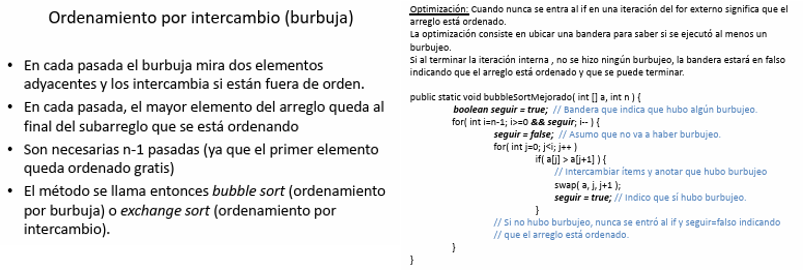 Ordenamiento por intercambio (burbuja)
• En cada pasada el burbuja mira dos elementos
adyacentes y los intercambia si están fuera de orden.
• En cada pasada, el mayor elemento del arreglo queda al
final del subarreglo que se está ordenando
• Son necesarias n-1 pasadas (ya que el primer elemento
queda ordenado gratis)
• El método se llama entonces bubble sort (ordenamiento
por burbuja) o exchange sort (ordenamiento por
intercambio).
Optimización: Cuando nunca se entra al if en una iteración del for externo significa que el
arreglo está ordenado.
La optimización consiste en ubicar una bandera para saber si se ejecutó al menos un
burbujeo.
Si al terminar la iteración interna , no se hizo ningún burbujeo, la bandera estará en falso
indicando que el arreglo está ordenado y que se puede terminar.
public static void bubbleSortMejorado( int [] a, int n ) {
boolean seguir = true; // Bandera que indica que hubo algún burbujeo.
for( int i=n-1; i>=0 && seguir; i-- ) {
seguir = false; // Asumo que no va a haber burbujeo.
for( int j=0; j<i; j++ )
if( a[j] > a[j+1] ) {
// Intercambiar ítems y anotar que hubo burbujeo
swap( a, j, j+1 );
seguir = true; // Indico que sí hubo burbujeo.
}
// Si no hubo burbujeo, nunca se entró al if y seguir=falso indicando
// que el arreglo está ordenado.
}
}